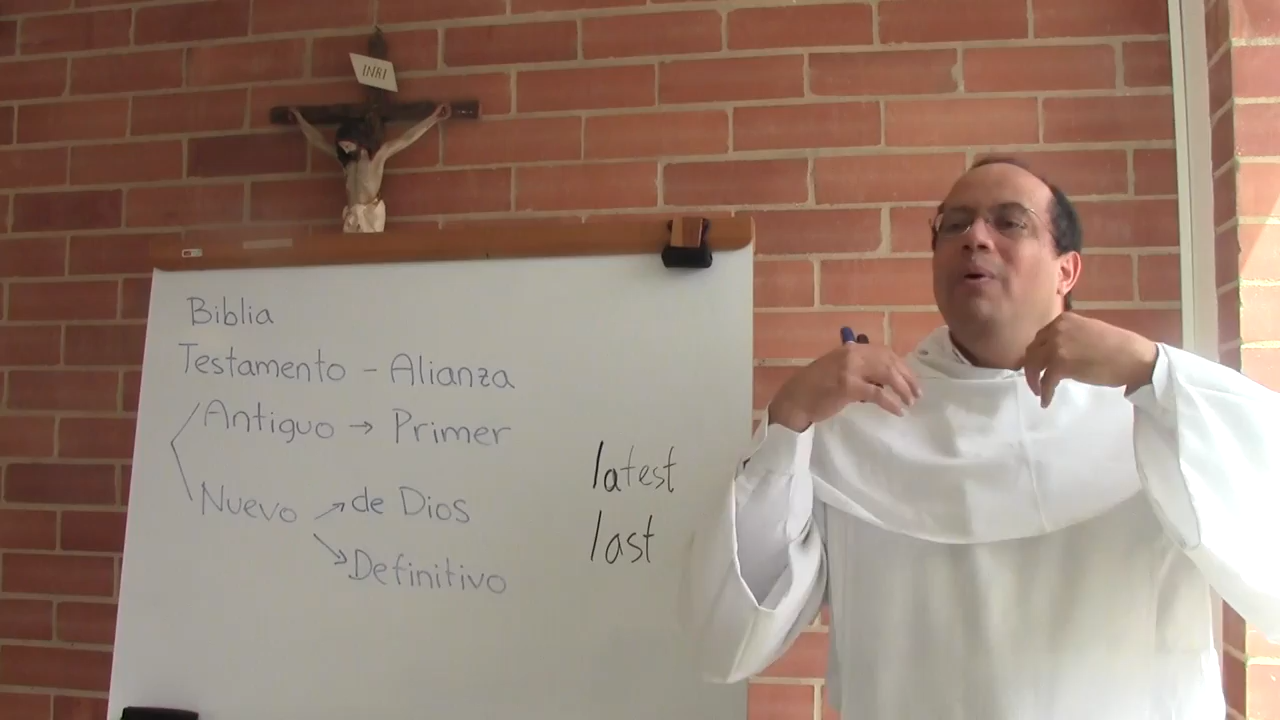 INRI
Biblia
Testamento - Alianza
Antiguo → Primer
Nuevo → de Dios
→ Definitivo
latest
last